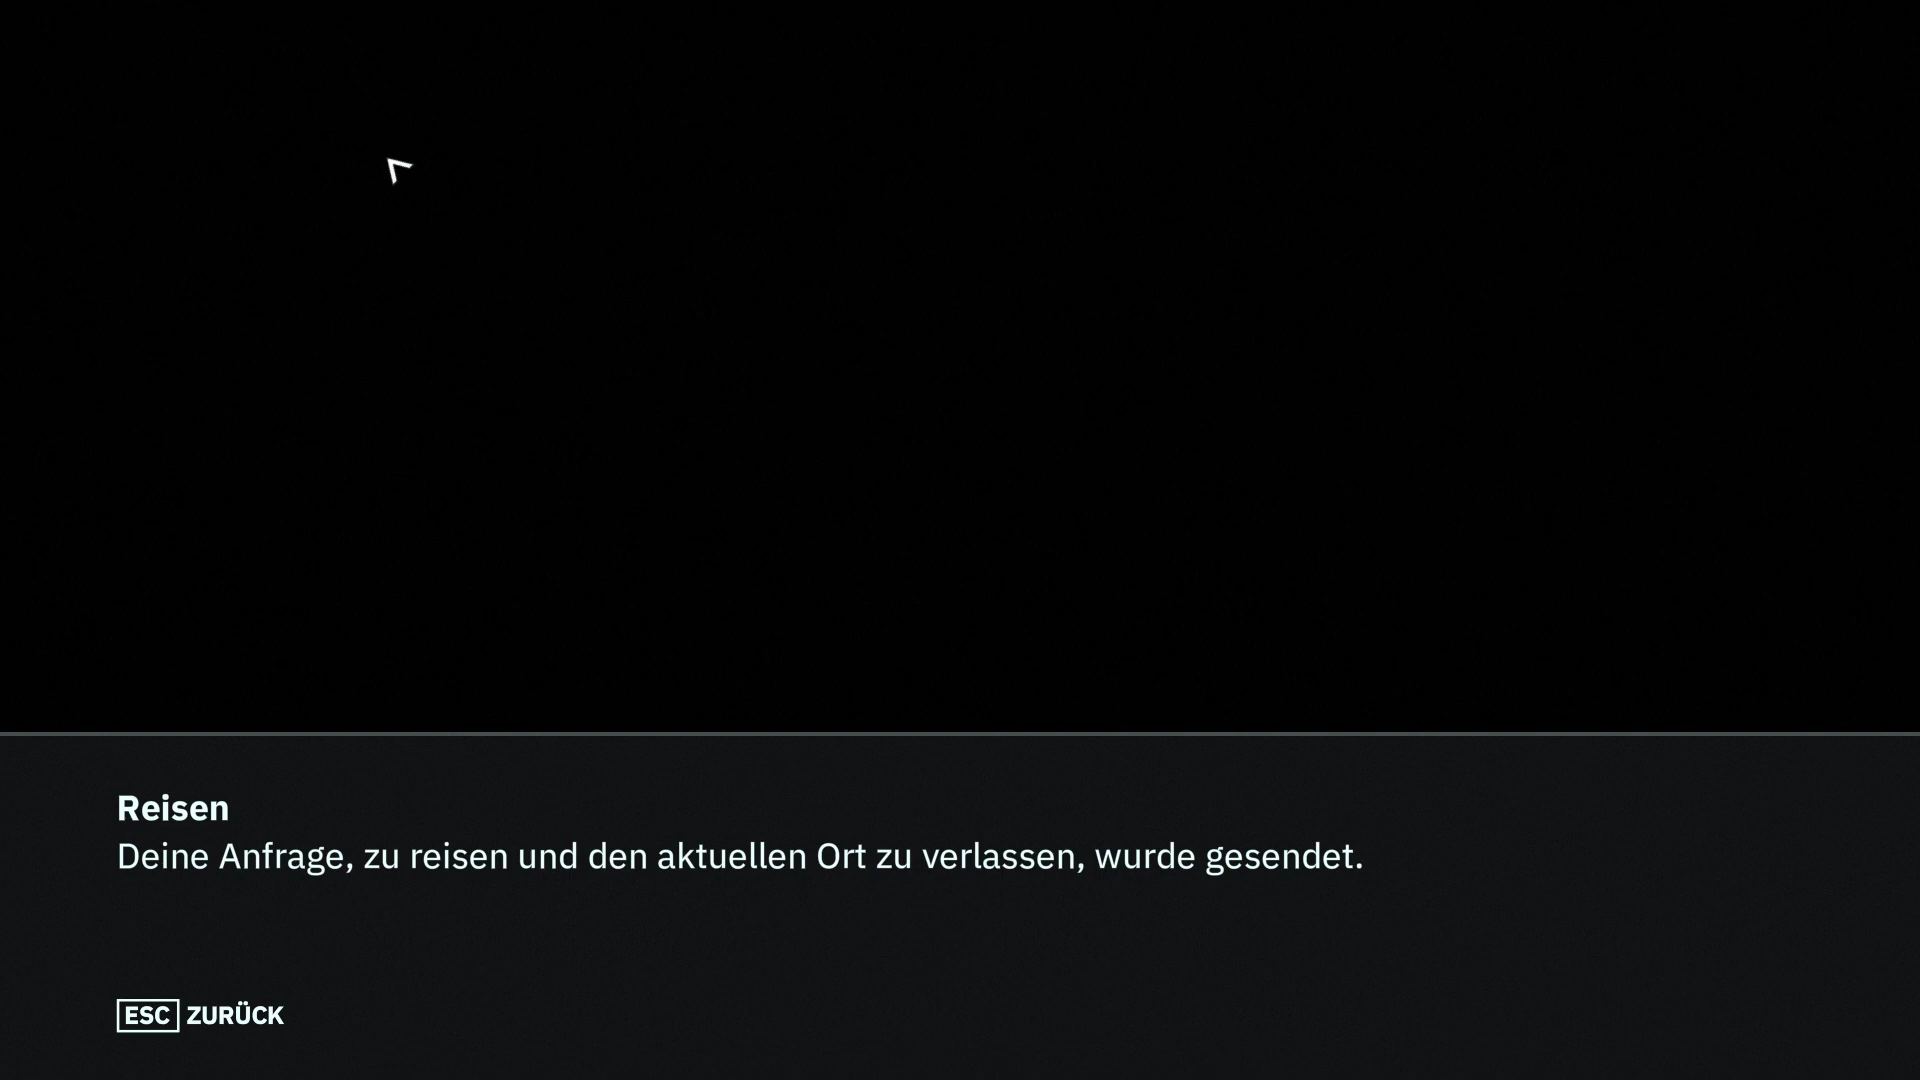 Reisen
Deine Anfrage, zu reisen und den aktuellen Ort zu verlassen, wurde gesendet.
ESC ZURÜCK